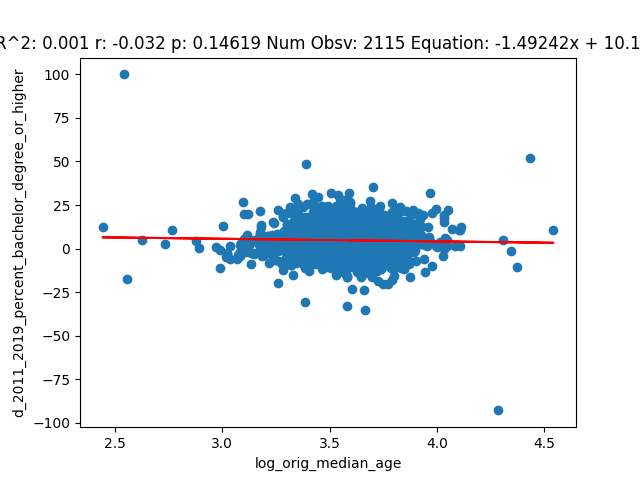 R^2: 0.001 r: -0.032 p: 0.14619 Num Obsv: 2115 Equation: -1.49242x + 10.1
d_2011_2019_percent_bachelor_degree_or_higher
100
75
50
25
0
−25
−50
−75
−100
2.5 3.0 3.5 4.0 4.5
log_orig_median_age